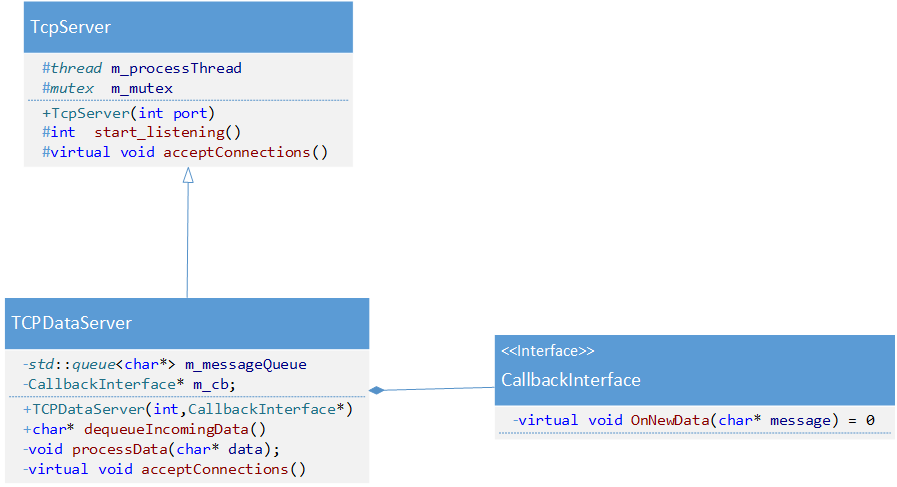 TcpServer
#thread m_processThread
#mutex m_mutex
+TcpServer(int port)
#int start_listening()
#virtual void acceptConnections()
TCPDataServer
-std::queue<char*> m_messageQueue
-CallbackInterface* m_cb;
+TCPDataServer(int,CallbackInterface*)
+char* dequeueIncomingData()
-void processData(char* data);
-virtual void acceptConnections()
<<Interface>>
CallbackInterface
-virtual void OnNewData(char* message) = 0